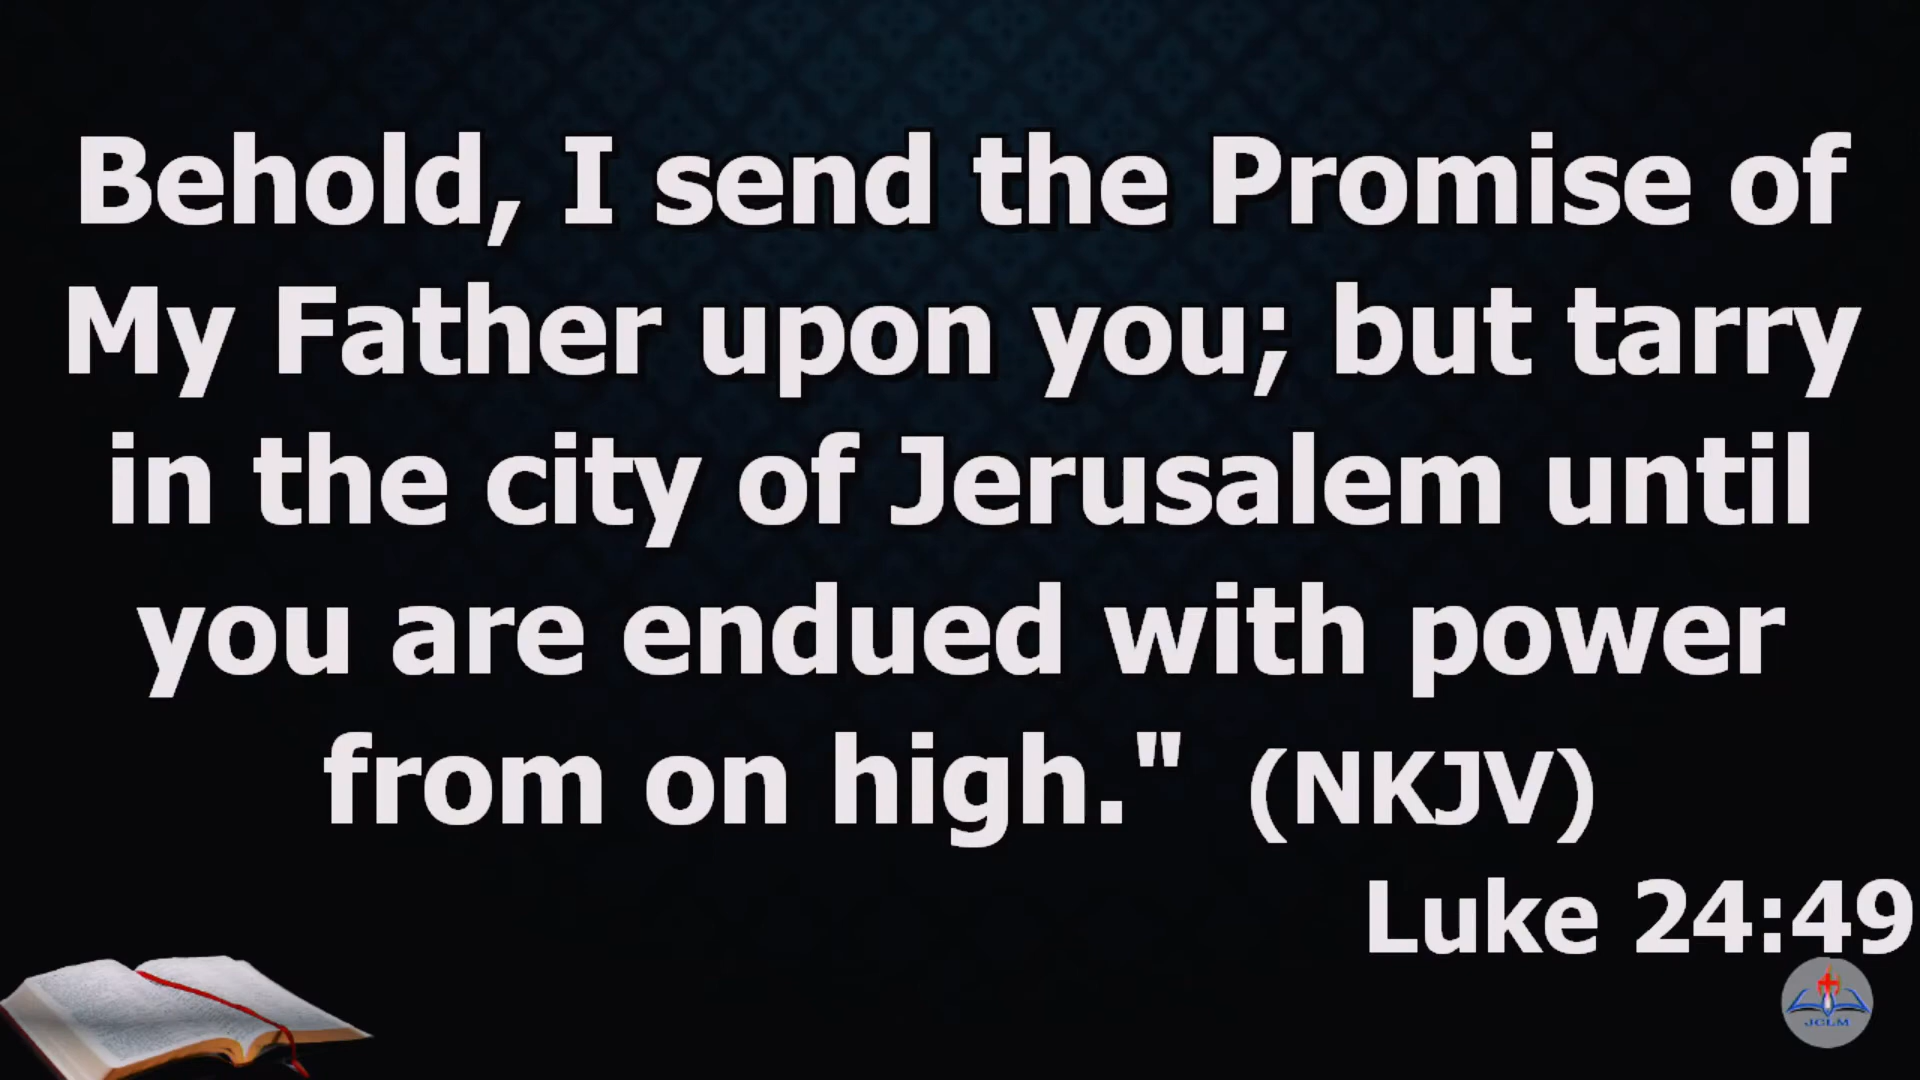 Behold, I send the Promise of
My Father upon you; but tarry
in the city of Jerusalem until
you are endued with power
from on high." (NKJV)
Luke 24:49
JCLM